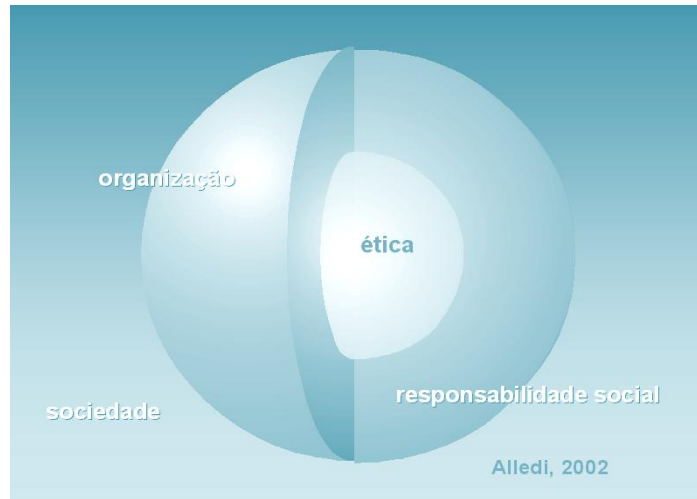 organização
ética
responsabilidade social
sociedade
Alledi, 2002